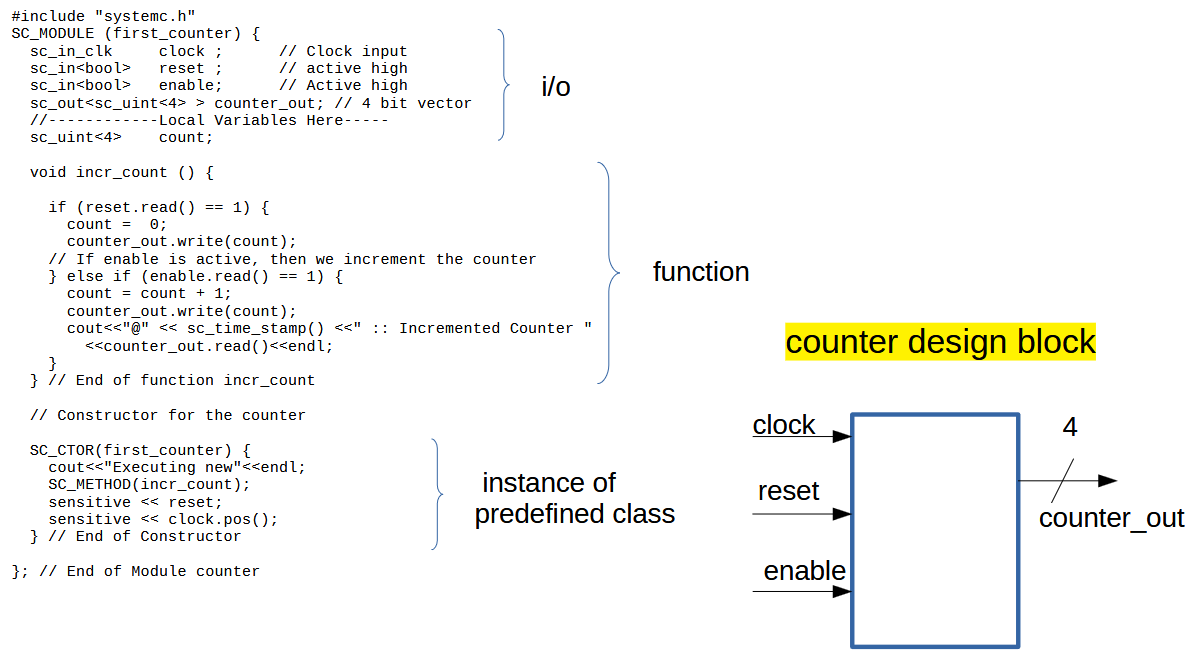 #include "systemc.h"
SC_MODULE (first_counter) {
  sc_in_clk     clock ;      // Clock input
  sc_in<bool>   reset ;      // active high
  sc_in<bool>   enable;      // Active high
  sc_out<sc_uint<4> > counter_out; // 4 bit vector
  //------------Local Variables Here-----
  sc_uint<4>    count;
i/o
  void incr_count () {
    if (reset.read() == 1) {
      count =  0;
      counter_out.write(count);
    // If enable is active, then we increment the counter
    } else if (enable.read() == 1) {
      count = count + 1;
      counter_out.write(count);
      cout<<"@" << sc_time_stamp() <<" :: Incremented Counter "
        <<counter_out.read()<<endl;
    }
  } // End of function incr_count
function
  // Constructor for the counter
  SC_CTOR(first_counter) {
    cout<<"Executing new"<<endl;
    SC_METHOD(incr_count);
    sensitive << reset;
    sensitive << clock.pos();
  } // End of Constructor
instance of
predefined class
}; // End of Module counter
counter design block
clock
reset
enable
4
counter_out